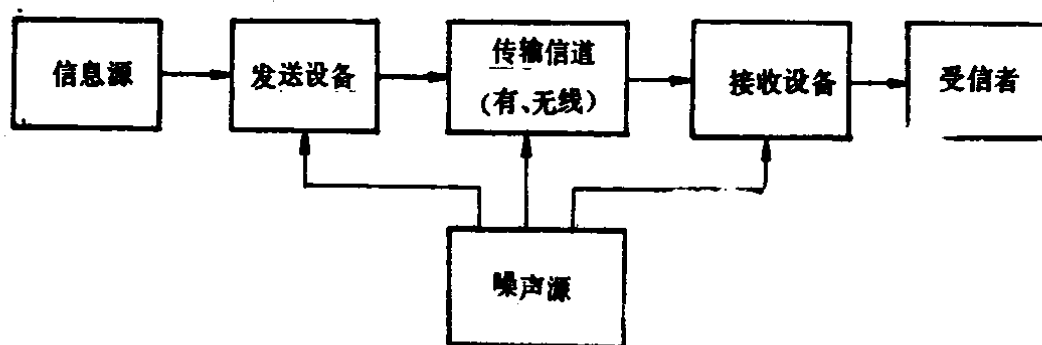 信息源
发送设备
传输信道
(有、无线)
接收设备
受信者
噪声源